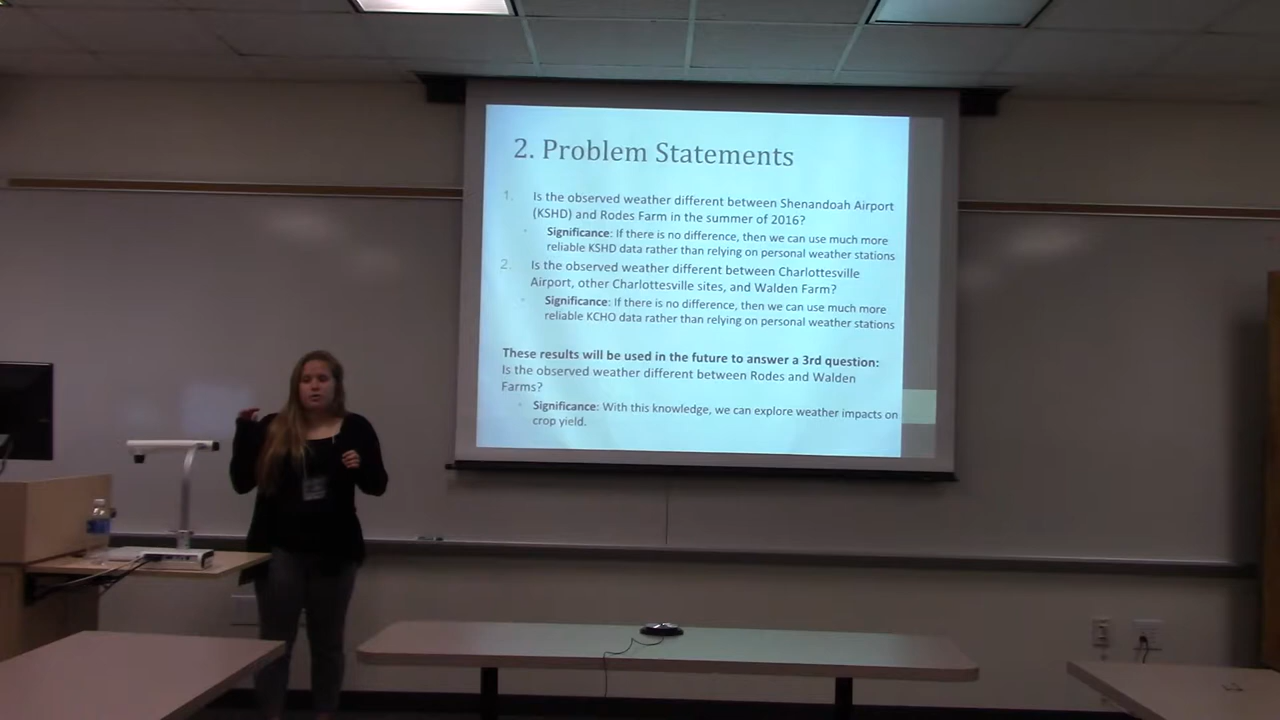 2. Problem Statements
1. Is the observed weather different between Shenandoah Airport
(KSHD) and Rodes Farm in the summer of 2016?
Significance: If there is no difference, then we can use much more
reliable KSHD data rather than relying on personal weather stations
2. Is the observed weather different between Charlottesville
Airport, other Charlottesville sites, and Walden Farm?
Significance: If there is no difference, then we can use much more
reliable KCHO data rather than relying on personal weather stations
These results will be used in the future to answer a 3rd question:
Is the observed weather different between Rodes and Walden
Farms?
Significance: With this knowledge, we can explore weather impacts on
crop yield.